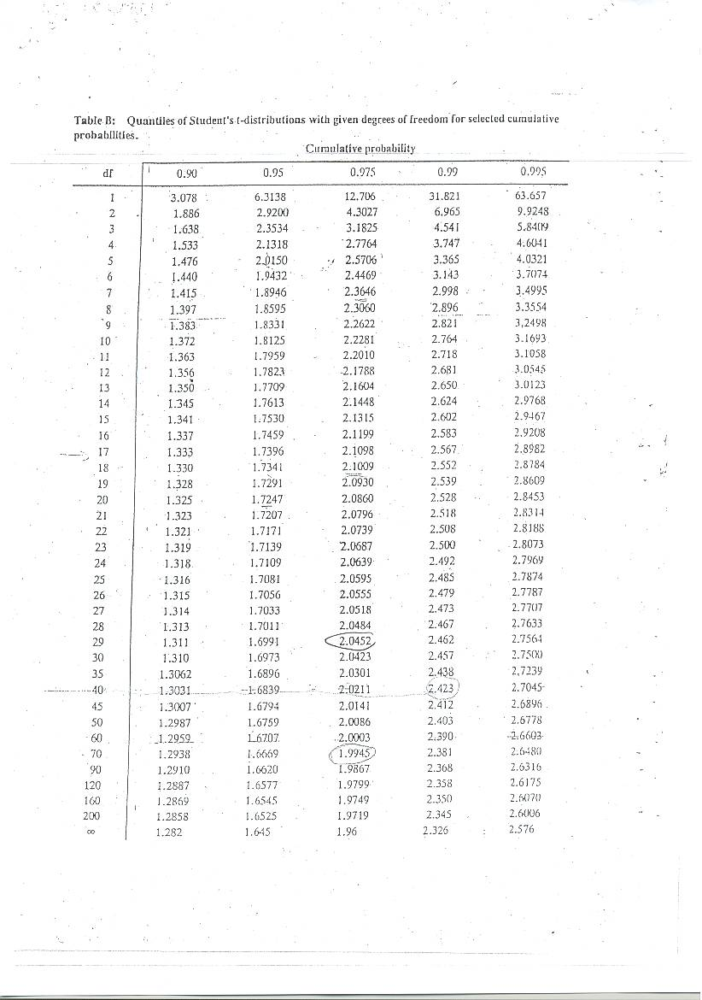 Table B: Quantiles of Student's t-distributions with given degrees of freedom for selected cumulative
probabilities.
Cumulative probability
df 0.90 0.95 0.975 0.99 0.995
1 3.078 6.3138 12.706 31.821 63.657
2 1.886 2.9200 4.3027 6.965 9.9248
3 1.638 2.3534 3.1825 4.541 5.8409
4 1.533 2.1318 2.7764 3.747 4.6041
5 1.476 2.0150 2.5706 3.365 4.0321
6 1.440 1.9432 2.4469 3.143 3.7074
7 1.415 1.8946 2.3646 2.998 3.4995
8 1.397 1.8595 2.3060 2.896 3.3554
9 1.383 1.8331 2.2622 2.821 3.2498
10 1.372 1.8125 2.2281 2.764 3.1693
11 1.363 1.7959 2.2010 2.718 3.1058
12 1.356 1.7823 2.1788 2.681 3.0545
13 1.350 1.7709 2.1604 2.650 3.0123
14 1.345 1.7613 2.1448 2.624 2.9768
15 1.341 1.7530 2.1315 2.602 2.9467
16 1.337 1.7459 2.1199 2.583 2.9208
17 1.333 1.7396 2.1098 2.567 2.8982
18 1.330 1.7341 2.1009 2.552 2.8784
19 1.328 1.7291 2.0930 2.539 2.8609
20 1.325 1.7247 2.0860 2.528 2.8453
21 1.323 1.7207 2.0796 2.518 2.8314
22 1.321 1.7171 2.0739 2.508 2.8188
23 1.319 1.7139 2.0687 2.500 2.8073
24 1.318 1.7109 2.0639 2.492 2.7969
25 1.316 1.7081 2.0595 2.485 2.7874
26 1.315 1.7056 2.0555 2.479 2.7787
27 1.314 1.7033 2.0518 2.473 2.7707
28 1.313 1.7011 2.0484 2.467 2.7633
29 1.311 1.6991 2.0452 2.462 2.7564
30 1.310 1.6973 2.0423 2.457 2.7500
35 1.3062 1.6896 2.0301 2.438 2.7239
40 1.3031 1.6839 2.0211 2.423 2.7045
45 1.3007 1.6794 2.0141 2.412 2.6896
50 1.2987 1.6759 2.0086 2.403 2.6778
60 1.2959 1.6707 2.0003 2.390 2.6603
70 1.2938 1.6669 1.9945 2.381 2.6480
90 1.2910 1.6620 1.9867 2.368 2.6316
120 1.2887 1.6577 1.9799 2.358 2.6175
160 1.2869 1.6545 1.9749 2.350 2.6070
200 1.2858 1.6525 1.9719 2.345 2.6006
∞ 1.282 1.645 1.96 2.326 2.576